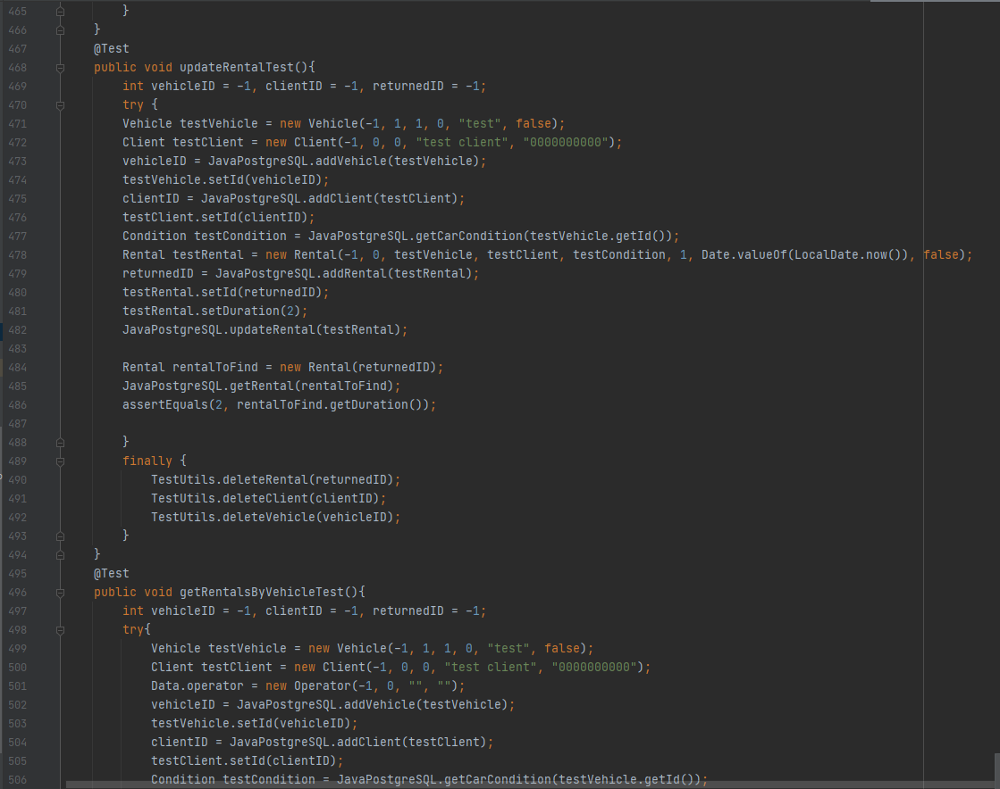 465 }
466 }
467 @Test
468 public void updateRentalTest(){
469 int vehicleID = -1, clientID = -1, returnedID = -1;
470 try {
471 Vehicle testVehicle = new Vehicle(-1, 1, 1, 0, "test", false);
472 Client testClient = new Client(-1, 0, 0, "test client", "0000000000");
473 vehicleID = JavaPostgreSQL.addVehicle(testVehicle);
474 testVehicle.setId(vehicleID);
475 clientID = JavaPostgreSQL.addClient(testClient);
476 testClient.setId(clientID);
477 Condition testCondition = JavaPostgreSQL.getCarCondition(testVehicle.getId());
478 Rental testRental = new Rental(-1, 0, testVehicle, testClient, testCondition, 1, Date.valueOf(LocalDate.now()), false);
479 returnedID = JavaPostgreSQL.addRental(testRental);
480 testRental.setId(returnedID);
481 testRental.setDuration(2);
482 JavaPostgreSQL.updateRental(testRental);
483
484 Rental rentalToFind = new Rental(returnedID);
485 JavaPostgreSQL.getRental(rentalToFind);
486 assertEquals(2, rentalToFind.getDuration());
487
488 }
489 finally {
490 TestUtils.deleteRental(returnedID);
491 TestUtils.deleteClient(clientID);
492 TestUtils.deleteVehicle(vehicleID);
493 }
494 }
495 @Test
496 public void getRentalsByVehicleTest(){
497 int vehicleID = -1, clientID = -1, returnedID = -1;
498 try{
499 Vehicle testVehicle = new Vehicle(-1, 1, 1, 0, "test", false);
500 Client testClient = new Client(-1, 0, 0, "test client", "0000000000");
501 Data.operator = new Operator(-1, 0, "", "");
502 vehicleID = JavaPostgreSQL.addVehicle(testVehicle);
503 testVehicle.setId(vehicleID);
504 clientID = JavaPostgreSQL.addClient(testClient);
505 testClient.setId(clientID);
506 Condition testCondition = JavaPostgreSQL.getCarCondition(testVehicle.getId());